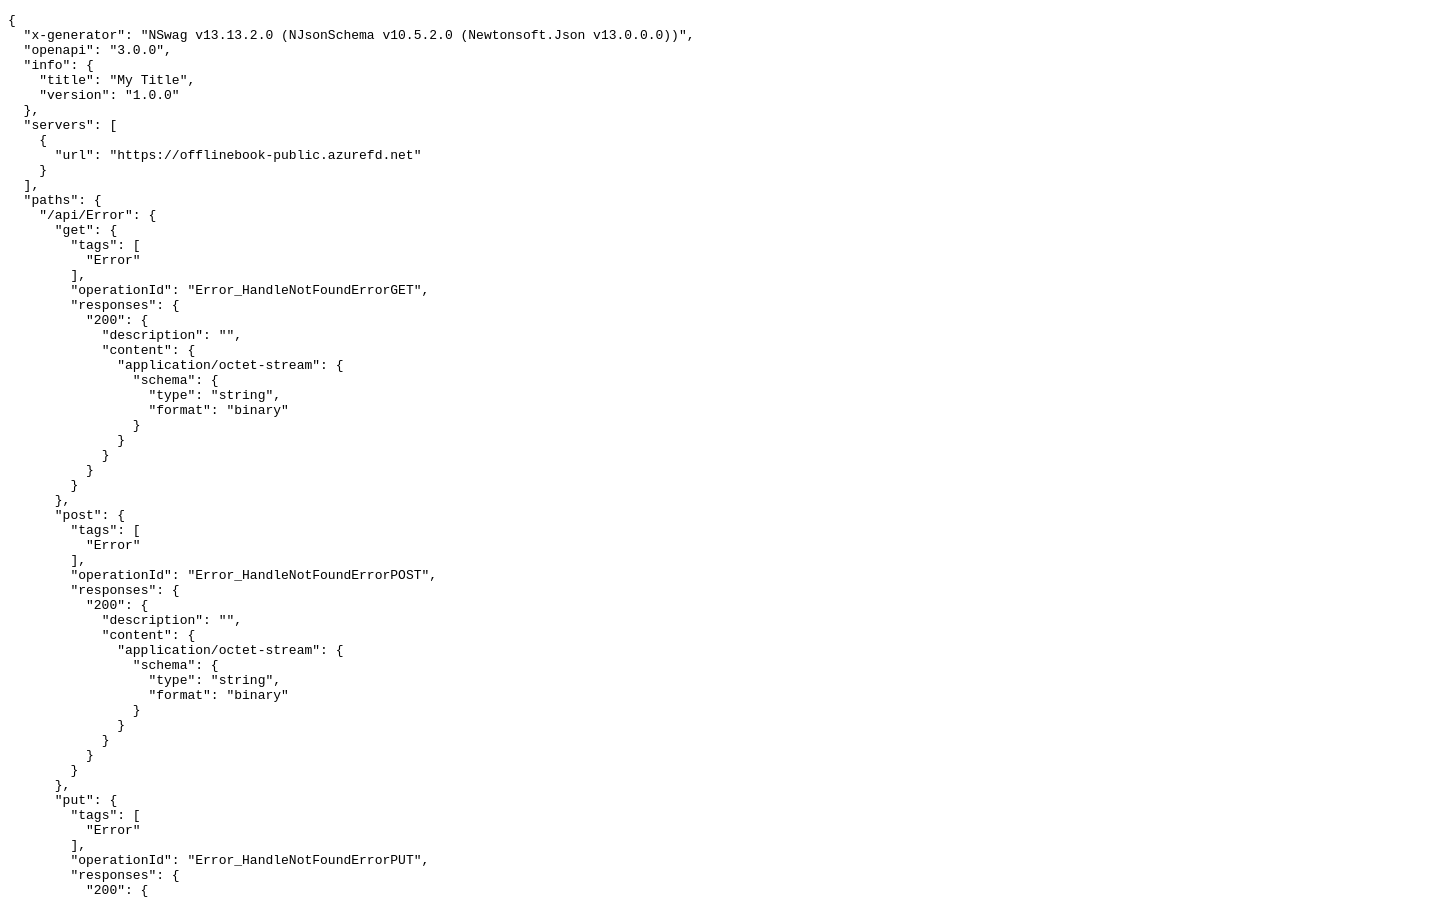 {
  "x-generator": "NSwag v13.13.2.0 (NJsonSchema v10.5.2.0 (Newtonsoft.Json v13.0.0.0))",
  "openapi": "3.0.0",
  "info": {
    "title": "My Title",
    "version": "1.0.0"
  },
  "servers": [
    {
      "url": "https://offlinebook-public.azurefd.net"
    }
  ],
  "paths": {
    "/api/Error": {
      "get": {
        "tags": [
          "Error"
        ],
        "operationId": "Error_HandleNotFoundErrorGET",
        "responses": {
          "200": {
            "description": "",
            "content": {
              "application/octet-stream": {
                "schema": {
                  "type": "string",
                  "format": "binary"
                }
              }
            }
          }
        }
      },
      "post": {
        "tags": [
          "Error"
        ],
        "operationId": "Error_HandleNotFoundErrorPOST",
        "responses": {
          "200": {
            "description": "",
            "content": {
              "application/octet-stream": {
                "schema": {
                  "type": "string",
                  "format": "binary"
                }
              }
            }
          }
        }
      },
      "put": {
        "tags": [
          "Error"
        ],
        "operationId": "Error_HandleNotFoundErrorPUT",
        "responses": {
          "200": {